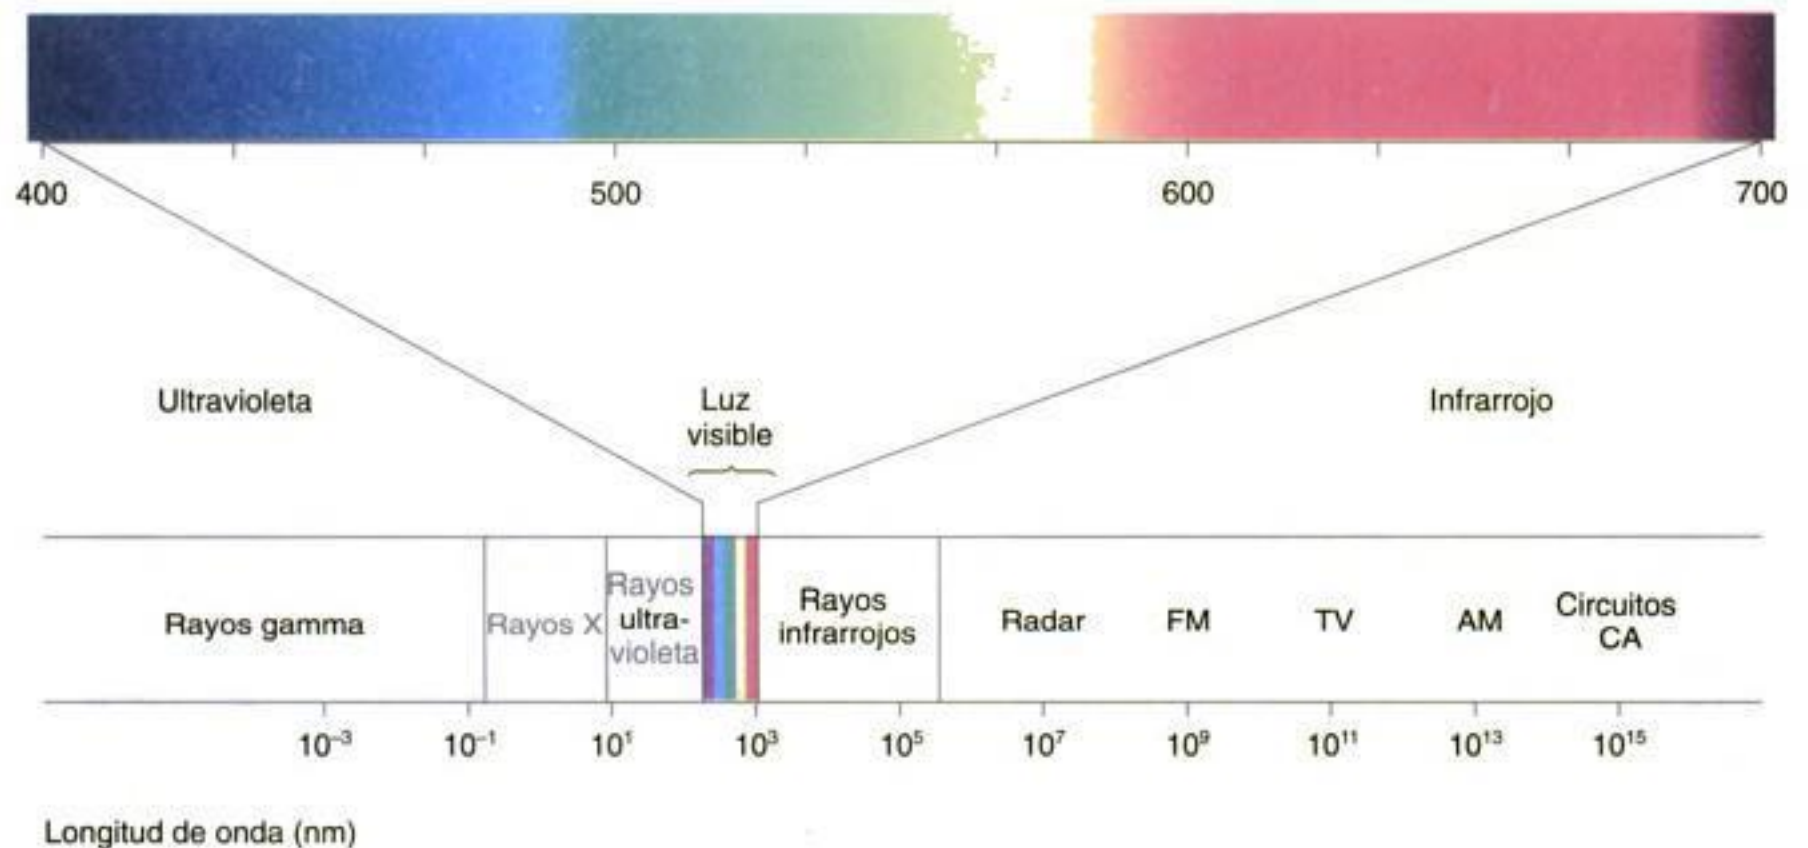 400 500 600 700
Ultravioleta
Luz
visible
Infrarrojo
Rayos gamma
Rayos X
Rayos
ultra-
violeta
Rayos
infrarrojos
Radar
FM
TV
AM
Circuitos
CA
10⁻³ 10⁻¹ 10¹ 10³ 10⁵ 10⁷ 10⁹ 10¹¹ 10¹³ 10¹⁵
Longitud de onda (nm)